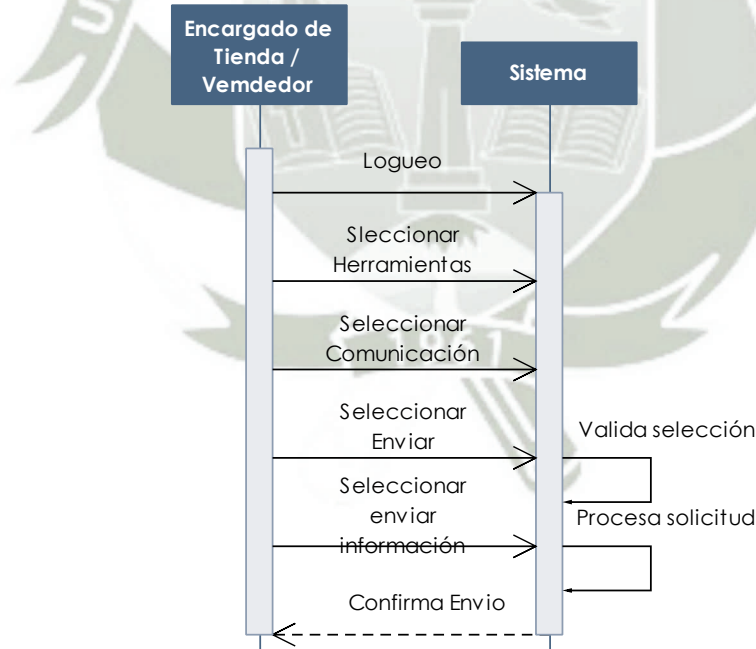 Encargado de
Tienda /
Vemdedor
Sistema
Logueo
Sleccionar
Herramientas
Seleccionar
Comunicación
Seleccionar
Enviar
Valida selección
Seleccionar
enviar
información
Procesa solicitud
Confirma Envio
1961
U